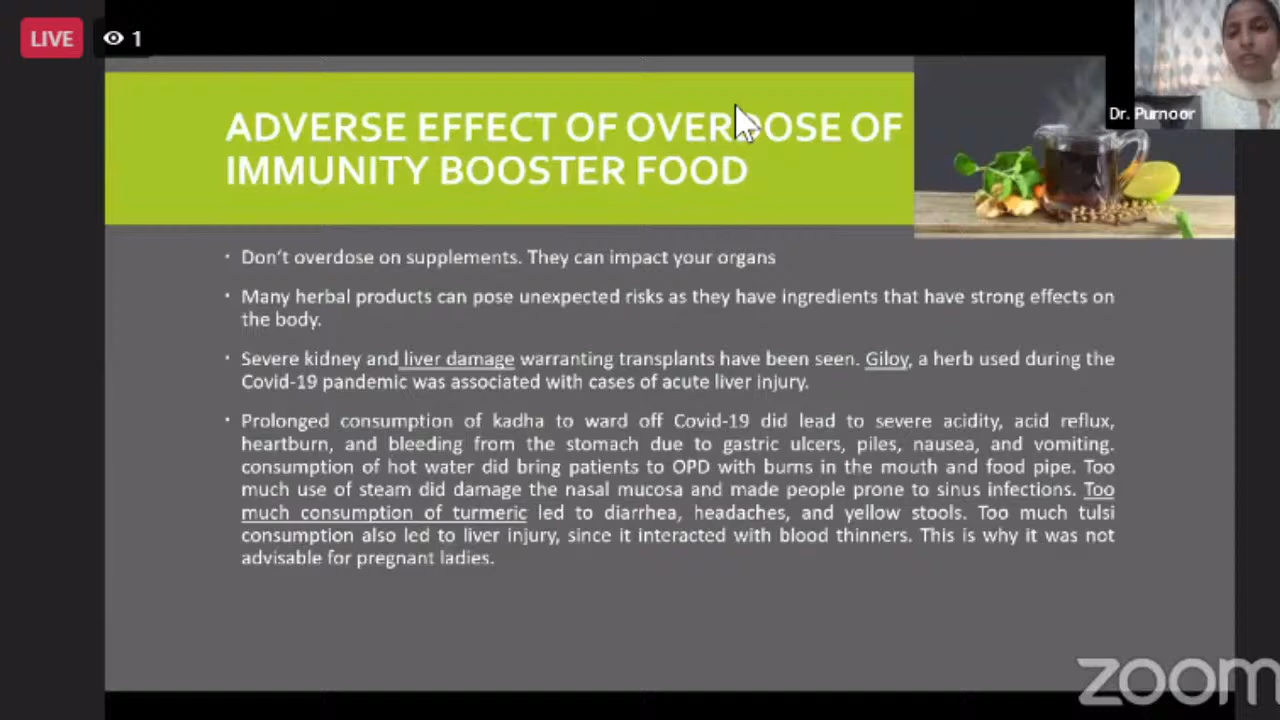 LIVE 1
Dr. Purnoor
ADVERSE EFFECT OF OVERDOSE OF
IMMUNITY BOOSTER FOOD
• Don't overdose on supplements. They can impact your organs
• Many herbal products can pose unexpected risks as they have ingredients that have strong effects on
the body.
• Severe kidney and liver damage warranting transplants have been seen. Giloy, a herb used during the
Covid-19 pandemic was associated with cases of acute liver injury.
• Prolonged consumption of kadha to ward off Covid-19 did lead to severe acidity, acid reflux,
heartburn, and bleeding from the stomach due to gastric ulcers, piles, nausea, and vomiting.
consumption of hot water did bring patients to OPD with burns in the mouth and food pipe. Too
much use of steam did damage the nasal mucosa and made people prone to sinus infections. Too
much consumption of turmeric led to diarrhea, headaches, and yellow stools. Too much tulsi
consumption also led to liver injury, since it interacted with blood thinners. This is why it was not
advisable for pregnant ladies.
zoom